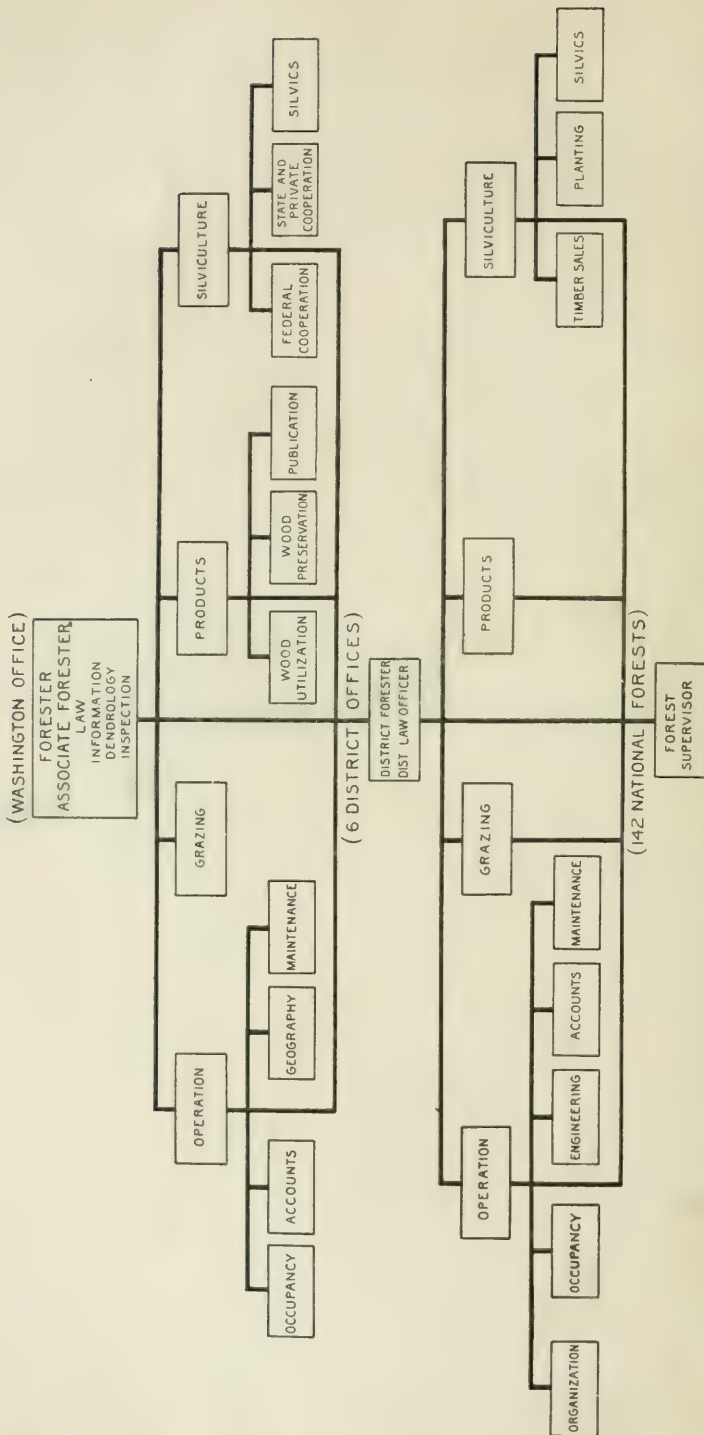 (WASHINGTON OFFICE)
FORESTER
ASSOCIATE FORESTER
LAW
INFORMATION
DENDROLOGY
INSPECTION
OPERATION
GRAZING
PRODUCTS
SILVICULTURE
OCCUPANCY
ACCOUNTS
GEOGRAPHY
MAINTENANCE
WOOD
UTILIZATION
WOOD
PRESERVATION
PUBLICATION
FEDERAL
COOPERATION
STATE AND
PRIVATE
COOPERATION
SILVICS
(6 DISTRICT OFFICES)
DISTRICT FORESTER
DIST LAW OFFICER
OPERATION
GRAZING
PRODUCTS
SILVICULTURE
ORGANIZATION
OCCUPANCY
ENGINEERING
ACCOUNTS
MAINTENANCE
TIMBER SALES
PLANTING
SILVICS
(142 NATIONAL FORESTS)
FOREST
SUPERVISOR